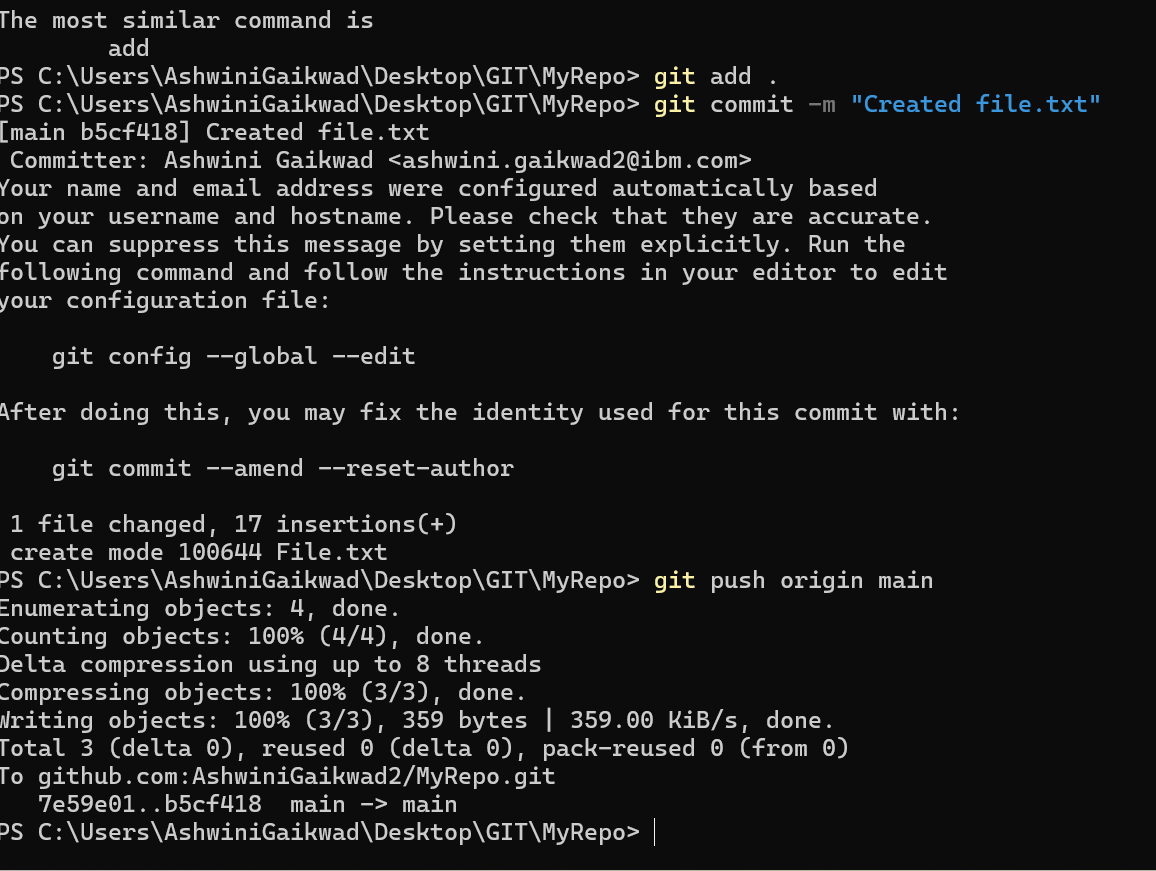 The most similar command is
add
PS C:\Users\AshwiniGaikwad\Desktop\GIT\MyRepo> git add .
PS C:\Users\AshwiniGaikwad\Desktop\GIT\MyRepo> git commit -m "Created file.txt"
[main b5cf418] Created file.txt
Committer: Ashwini Gaikwad <ashwini.gaikwad2@ibm.com>
Your name and email address were configured automatically based
on your username and hostname. Please check that they are accurate.
You can suppress this message by setting them explicitly. Run the
following command and follow the instructions in your editor to edit
your configuration file:
git config --global --edit
After doing this, you may fix the identity used for this commit with:
git commit --amend --reset-author
1 file changed, 17 insertions(+)
create mode 100644 File.txt
PS C:\Users\AshwiniGaikwad\Desktop\GIT\MyRepo> git push origin main
Enumerating objects: 4, done.
Counting objects: 100% (4/4), done.
Delta compression using up to 8 threads
Compressing objects: 100% (3/3), done.
Writing objects: 100% (3/3), 359 bytes | 359.00 KiB/s, done.
Total 3 (delta 0), reused 0 (delta 0), pack-reused 0 (from 0)
To github.com:AshwiniGaikwad2/MyRepo.git
7e59e01..b5cf418  main -> main
PS C:\Users\AshwiniGaikwad\Desktop\GIT\MyRepo>